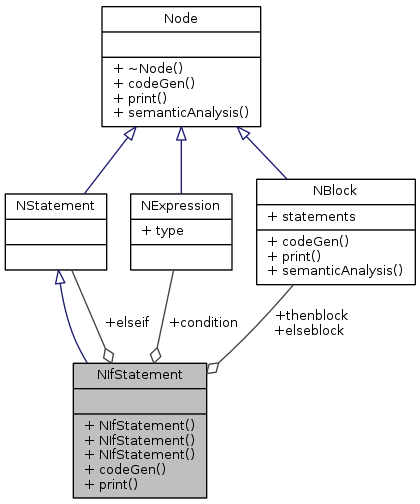 Node
+ ~Node()
+ codeGen()
+ print()
+ semanticAnalysis()
NStatement
NExpression
+ type
NBlock
+ statements
+ codeGen()
+ print()
+ semanticAnalysis()
+elseif
+condition
+thenblock
+elseblock
NIfStatement
+ NIfStatement()
+ NIfStatement()
+ NIfStatement()
+ codeGen()
+ print()